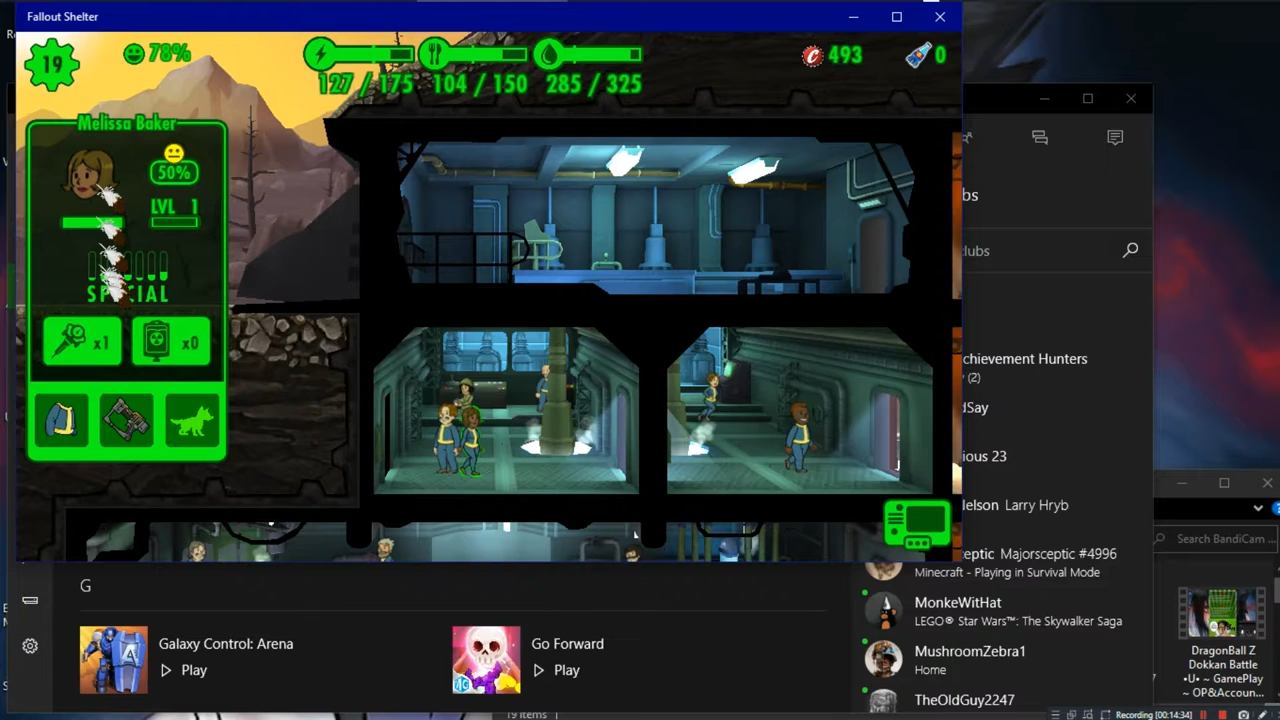 Fallout Shelter
19
78%
127 / 175
104 / 150
285 / 325
493
0
Melissa Baker
50%
LVL 1
SPECIAL
x1
x0
bs
lubs
chievement Hunters
(2)
dSay
ious 23
lelson Larry Hryb
eptic Majorsceptic #4996
Minecraft - Playing in Survival Mode
MonkeWitHat
LEGO® Star Wars™: The Skywalker Saga
MushroomZebra1
Home
TheOldGuy2247
G
Galaxy Control: Arena
Play
Go Forward
Play
Search BandiCam ...
DragonBall Z
Dokkan Battle
•U• ~ GamePlay
~ OP&Accoun...
19 items
Recording [00:14:34]